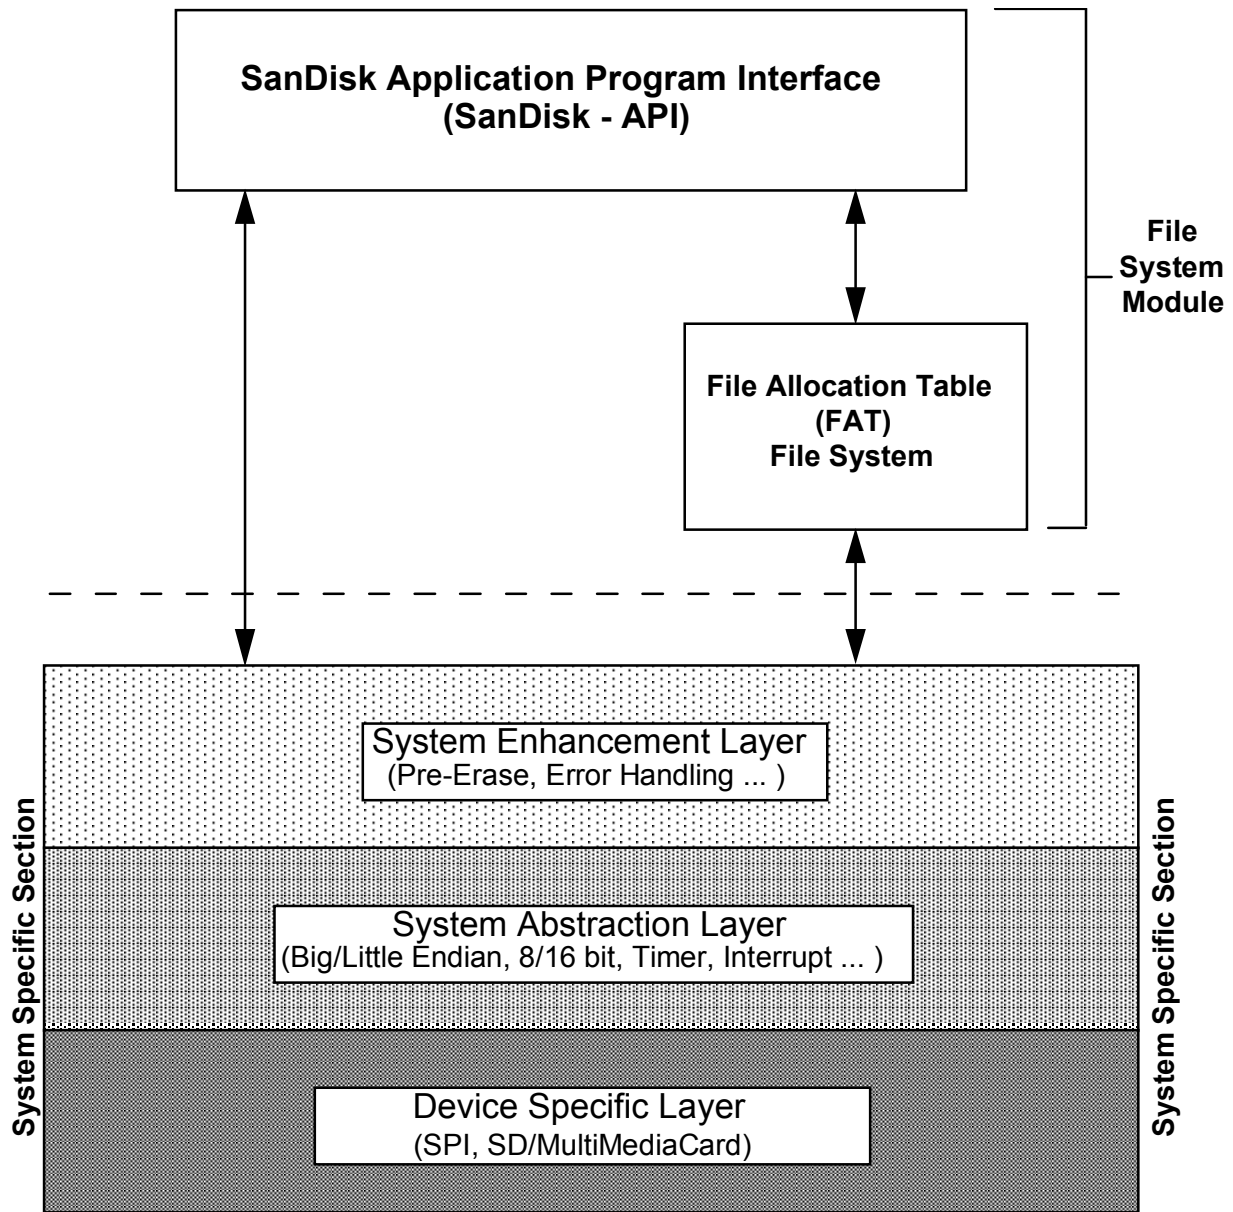 SanDisk Application Program Interface
(SanDisk - API)
File
System
Module
File Allocation Table
(FAT)
File System
System Enhancement Layer
(Pre-Erase, Error Handling ... )
System Specific Section
System Specific Section
System Abstraction Layer
(Big/Little Endian, 8/16 bit, Timer, Interrupt ... )
Device Specific Layer
(SPI, SD/MultiMediaCard)